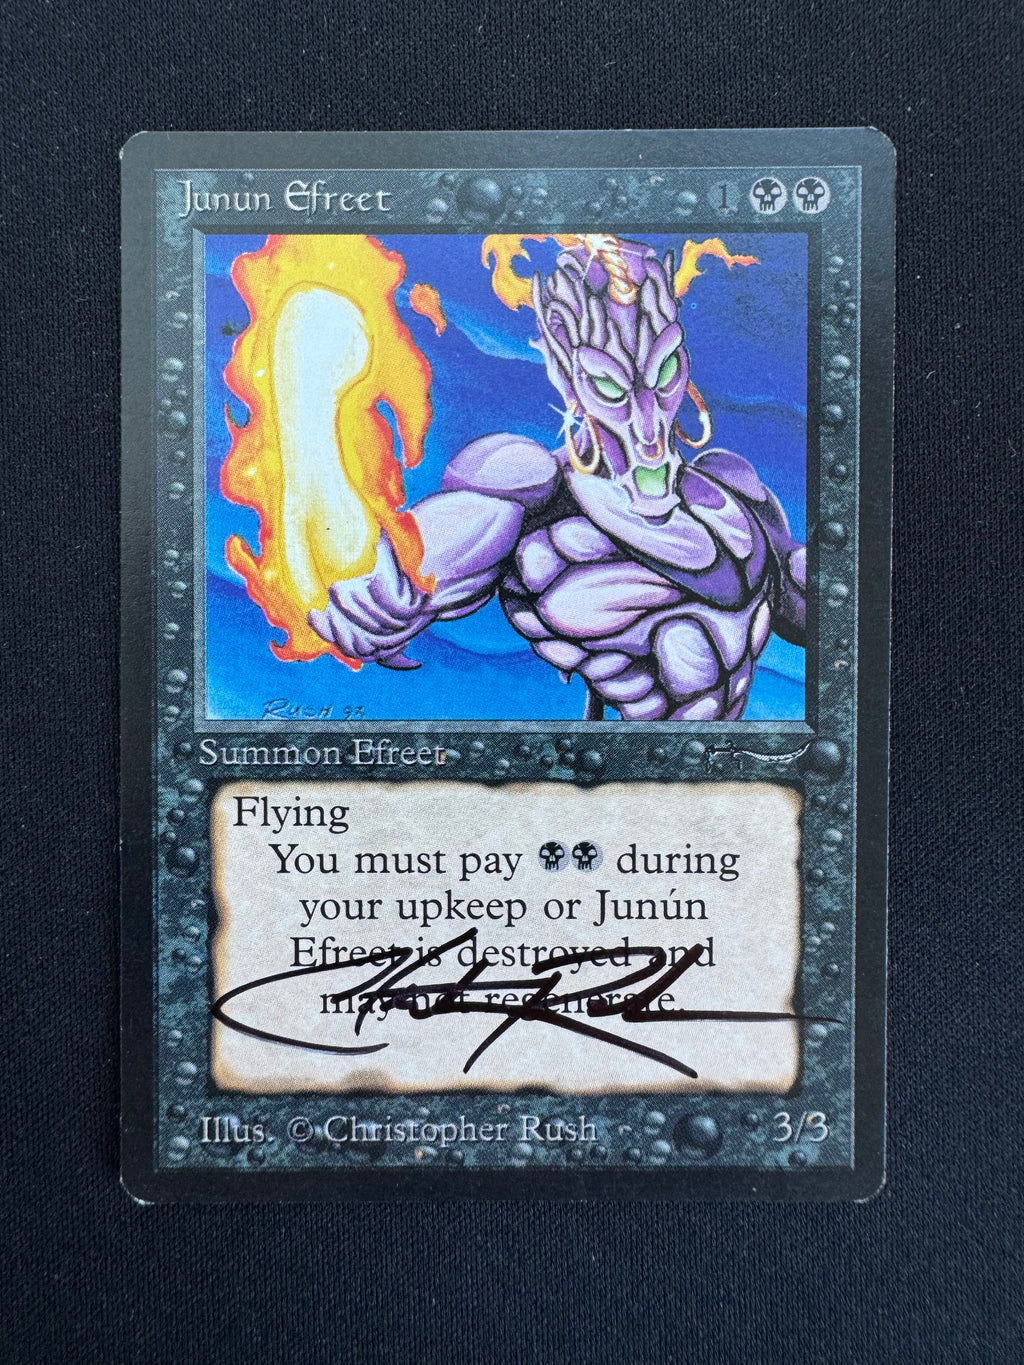 Junún Efreet 1
RUSH 93
Summon Efreet
Flying
You must pay during
your upkeep or Junún
Efreet is destroyed and
may not regenerate.
Illus. © Christopher Rush 3/3